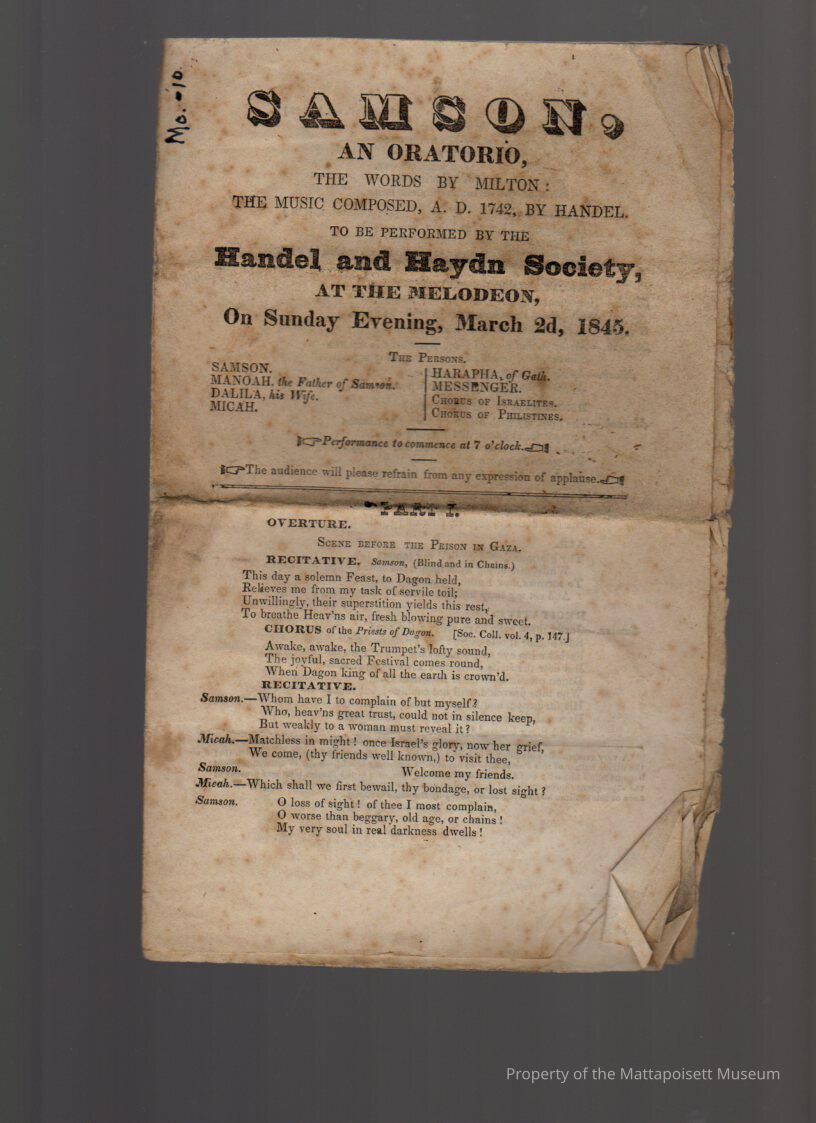 Mo. -10
SAMSON,
AN ORATORIO,
THE WORDS BY MILTON:
THE MUSIC COMPOSED, A. D. 1742, BY HANDEL.
TO BE PERFORMED BY THE
Handel and Haydn Society,
AT THE MELODEON,
On Sunday Evening, March 2d, 1845.
THE PERSONS.
SAMSON.
MANOAH, the Father of Samson.
DALILA, his Wife.
MICAH.
HARAPHA, of Gath.
MESSENGER.
CHORUS OF ISRAELITES.
CHORUS OF PHILISTINES.
☞Performance to commence at 7 o'clock.☜
☞The audience will please refrain from any expression of applause.☜
PART I.
OVERTURE.
SCENE BEFORE THE PRISON IN GAZA.
RECITATIVE. Samson, (Blind and in Chains.)
This day a solemn Feast, to Dagon held,
Relieves me from my task of servile toil;
Unwillingly, their superstition yields this rest,
To breathe Heav'ns air, fresh blowing pure and sweet.
CHORUS of the Priests of Dagon. [Soc. Coll. vol. 4, p. 147.]
Awake, awake, the Trumpet's lofty sound,
The joyful, sacred Festival comes round,
When Dagon king of all the earth is crown'd.
RECITATIVE.
Samson.—Whom have I to complain of but myself?
Who, heav'ns great trust, could not in silence keep,
But weakly to a woman must reveal it?
Micah.—Matchless in might! once Israel's glory, now her grief,
We come, (thy friends well known,) to visit thee,
Samson. Welcome my friends.
Micah.—Which shall we first bewail, thy bondage, or lost sight?
Samson. O loss of sight! of thee I most complain,
O worse than beggary, old age, or chains!
My very soul in real darkness dwells!
Property of the Mattapoisett Museum